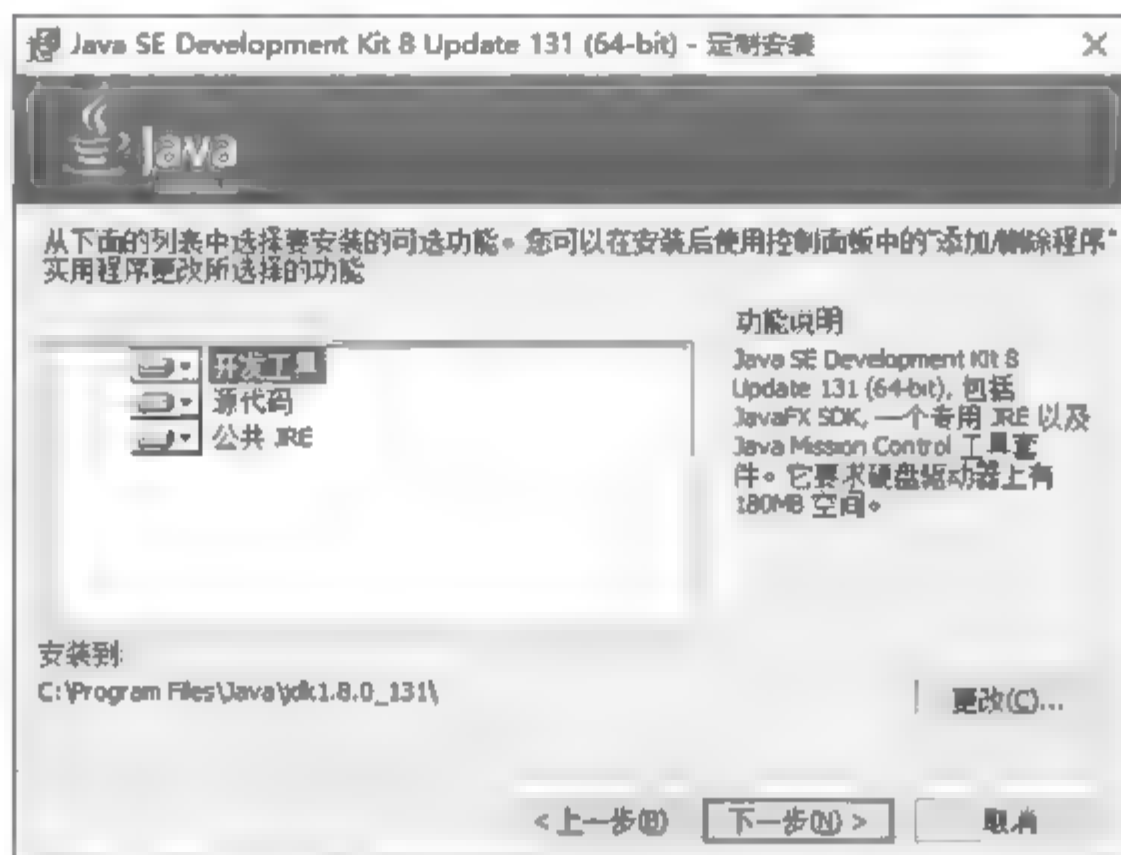 Java SE Development Kit 8 Update 131 (64-bit) - 定制安装
Java
从下面的列表中选择要安装的可选功能。您可以在安装后使用控制面板中的"添加/删除程序"
实用程序更改所选择的功能
功能说明
开发工具
源代码
公共 JRE
Java SE Development Kit 8
Update 131 (64-bit), 包括
JavaFX SDK, 一个专用 JRE 以及
Java Mission Control 工具套
件。它要求硬盘驱动器上有
180MB 空间。
安装到:
C:\Program Files\Java\jdk1.8.0_131\
更改(C)...
< 上一步(B)
下一步(N) >
取消